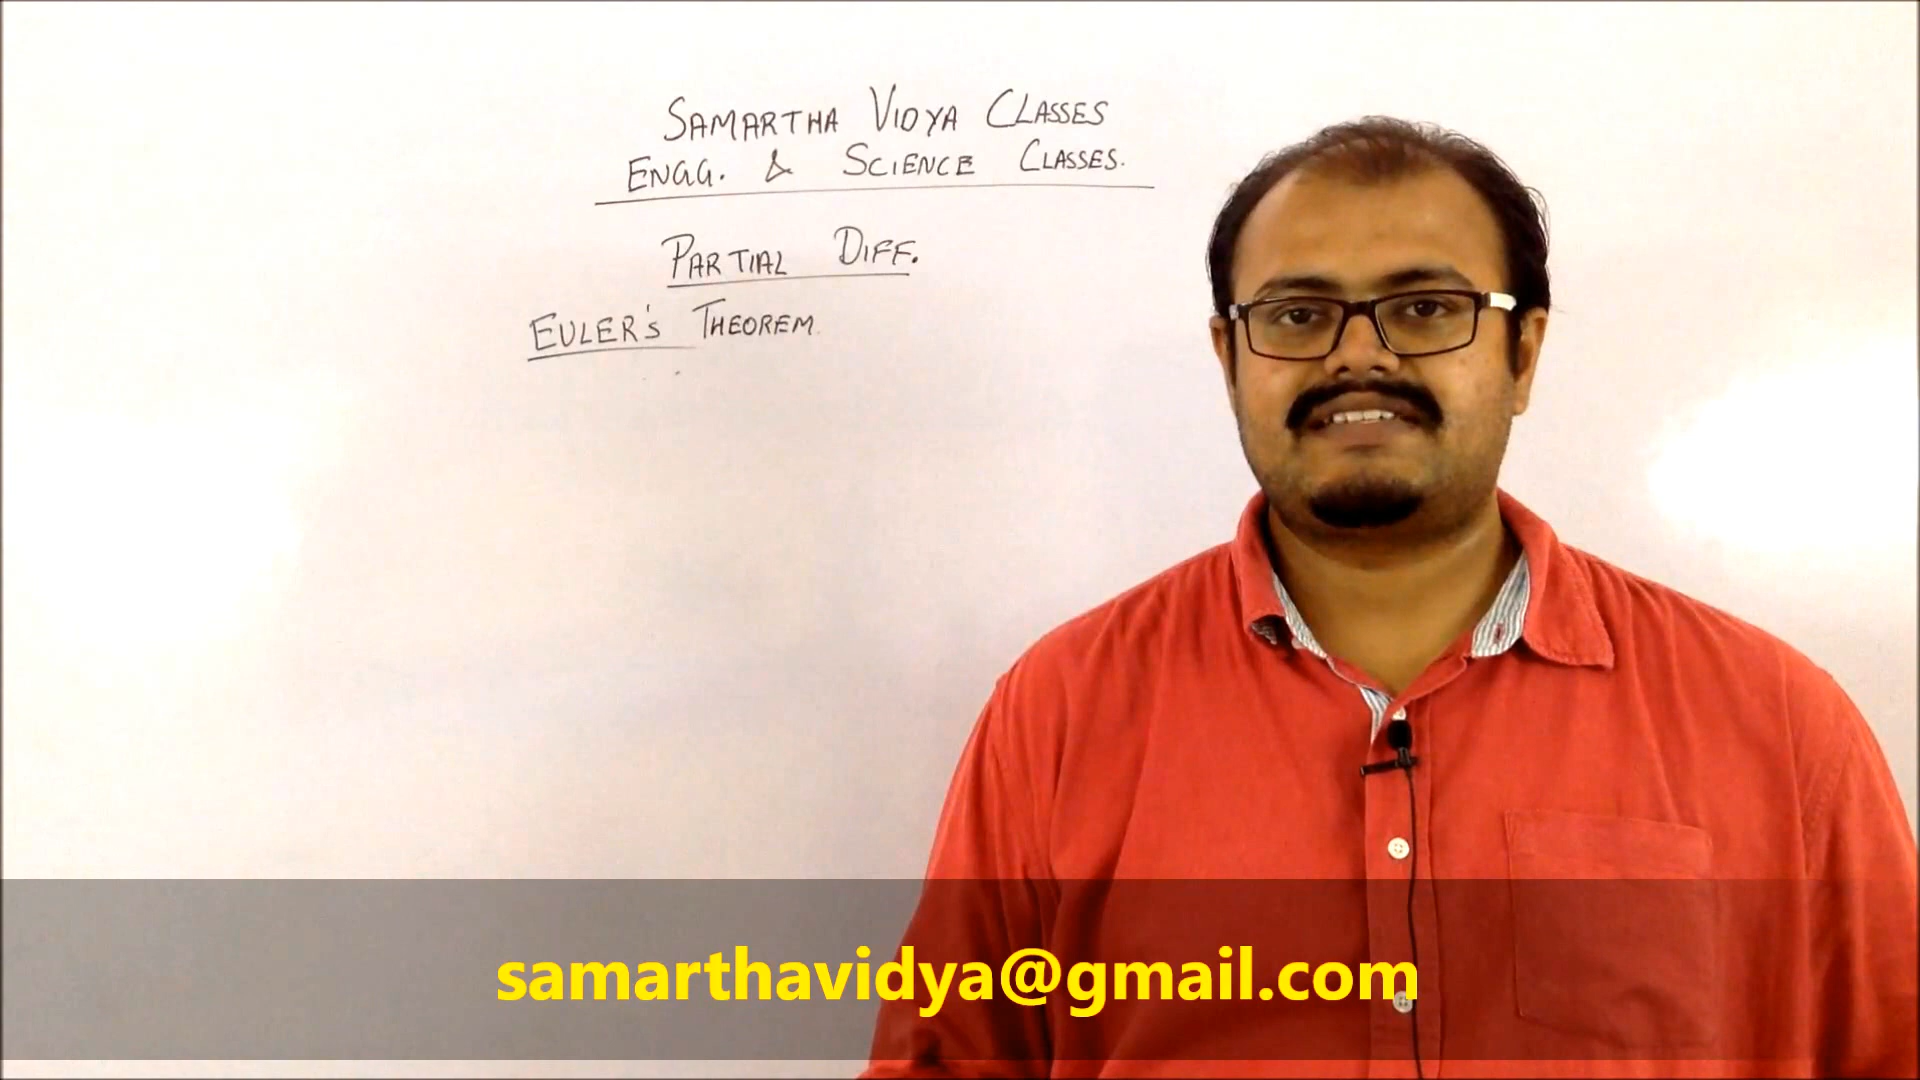 SAMARTHA VIDYA CLASSES
ENGG. & SCIENCE CLASSES.
PARTIAL DIFF.
EULER'S THEOREM
samarthavidya@gmail.com